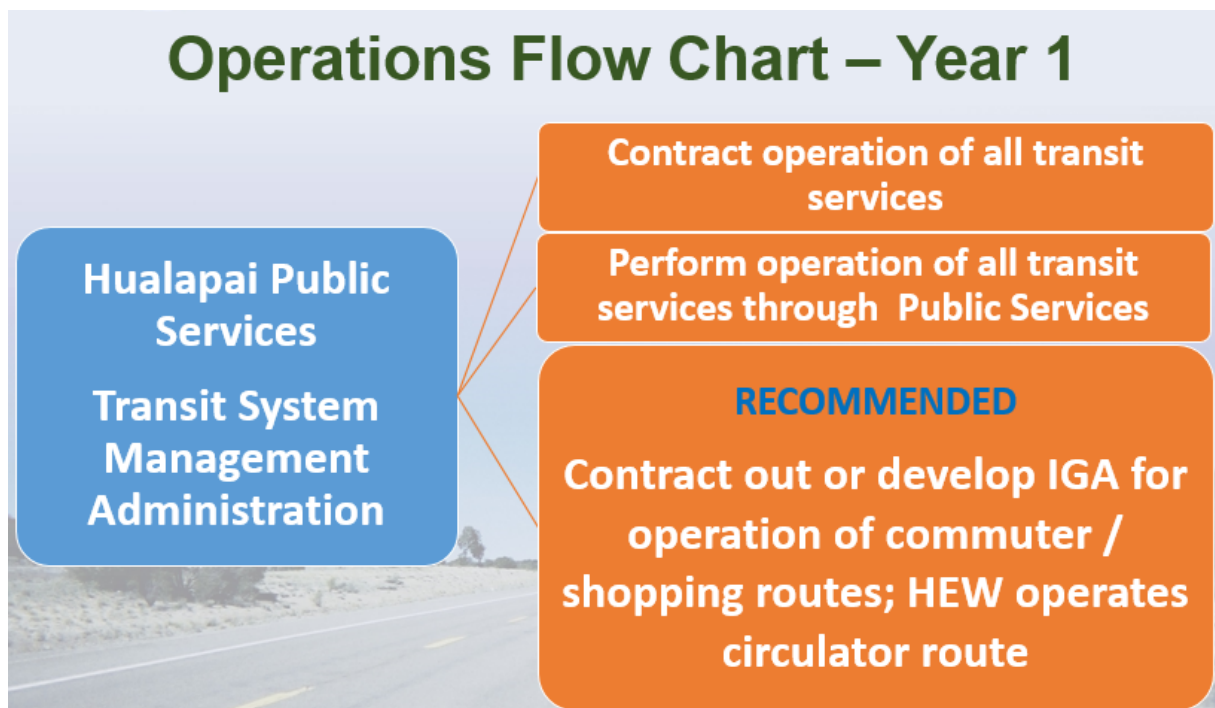 Operations Flow Chart – Year 1
Hualapai Public
Services
Transit System
Management
Administration
Contract operation of all transit
services
Perform operation of all transit
services through  Public Services
RECOMMENDED
Contract out or develop IGA for
operation of commuter /
shopping routes; HEW operates
circulator route